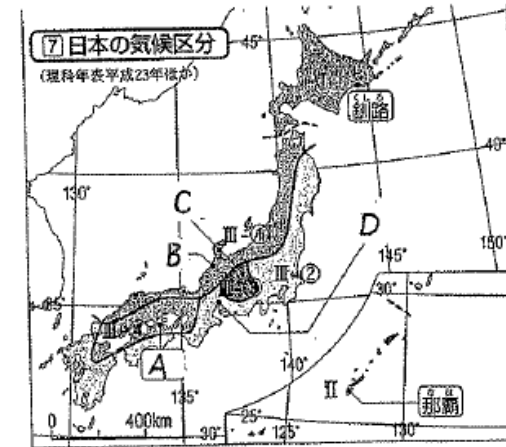 7 日本の気候区分
(理科年表平成23年ほか)
45°
くしろ
釧路
40°
130°
C
D
III-①
B
III-②
145°
150°
30°
A
140°
II
なは
那覇
135°
0 400km
30°
25°
125°
130°